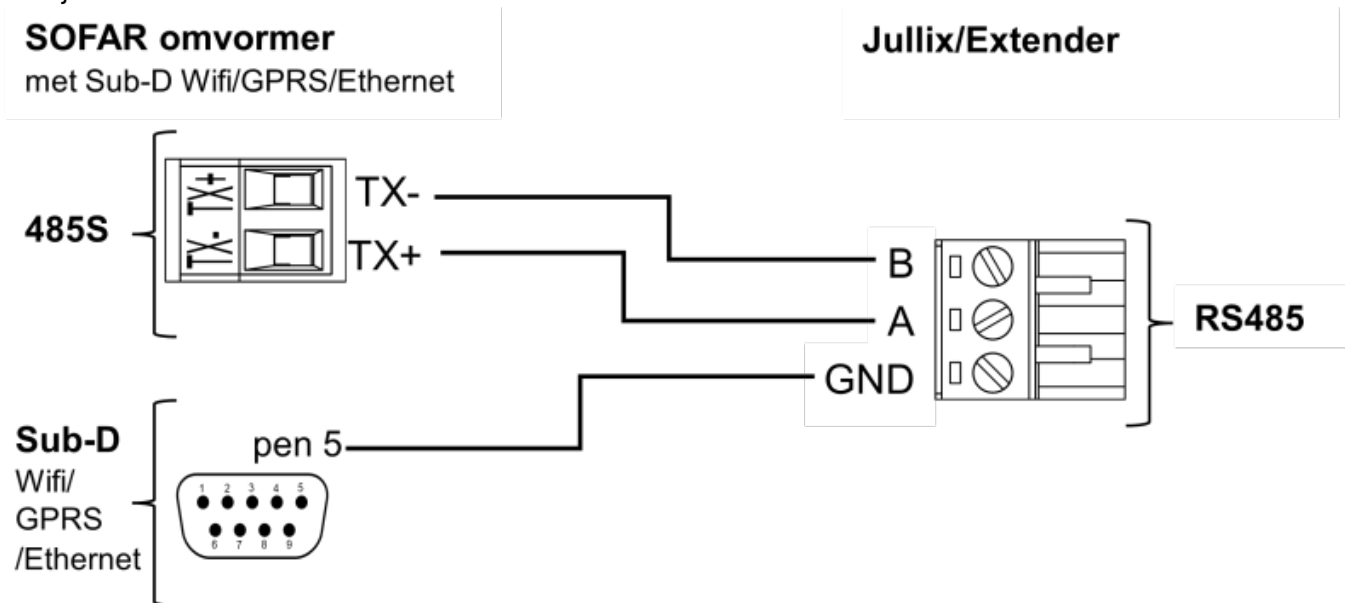 SOFAR omvormer
met Sub-D Wifi/GPRS/Ethernet
Jullix/Extender
485S
TX+
TX-
TX-
TX+
B
A
GND
RS485
Sub-D
Wifi/
GPRS
/Ethernet
pen 5
1 2 3 4 5
6 7 8 9